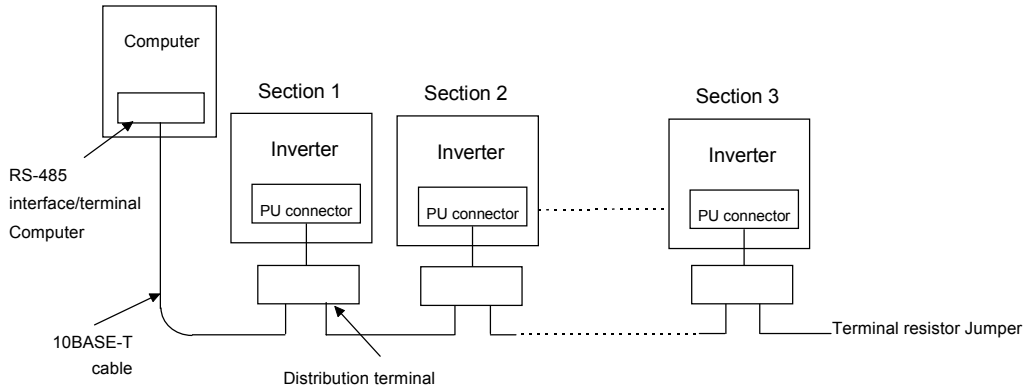 Computer
Section 1
Section 2
Section 3
Inverter
Inverter
Inverter
RS-485
interface/terminal
Computer
PU connector
PU connector
PU connector
10BASE-T
cable
Distribution terminal
Terminal resistor Jumper